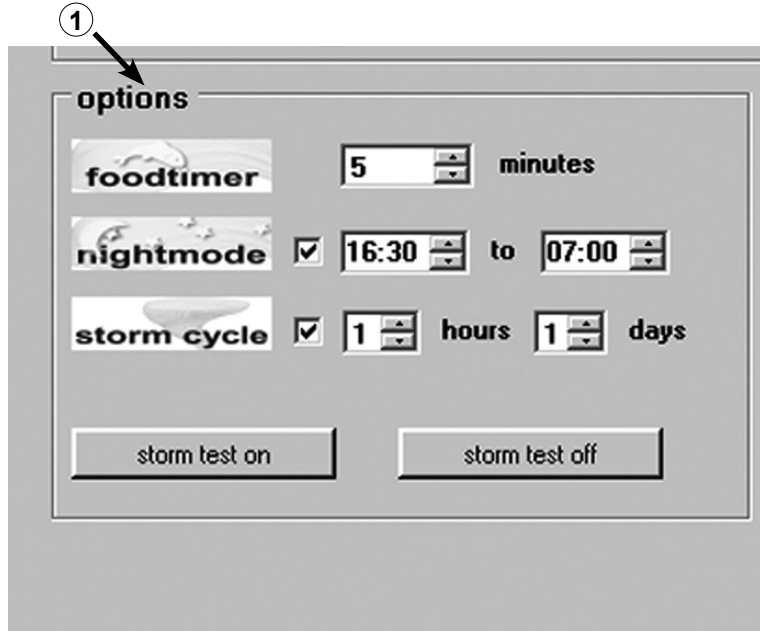 1
options
foodtimer 5 minutes
nightmode 16:30 to 07:00
storm cycle 1 hours 1 days
storm test on storm test off